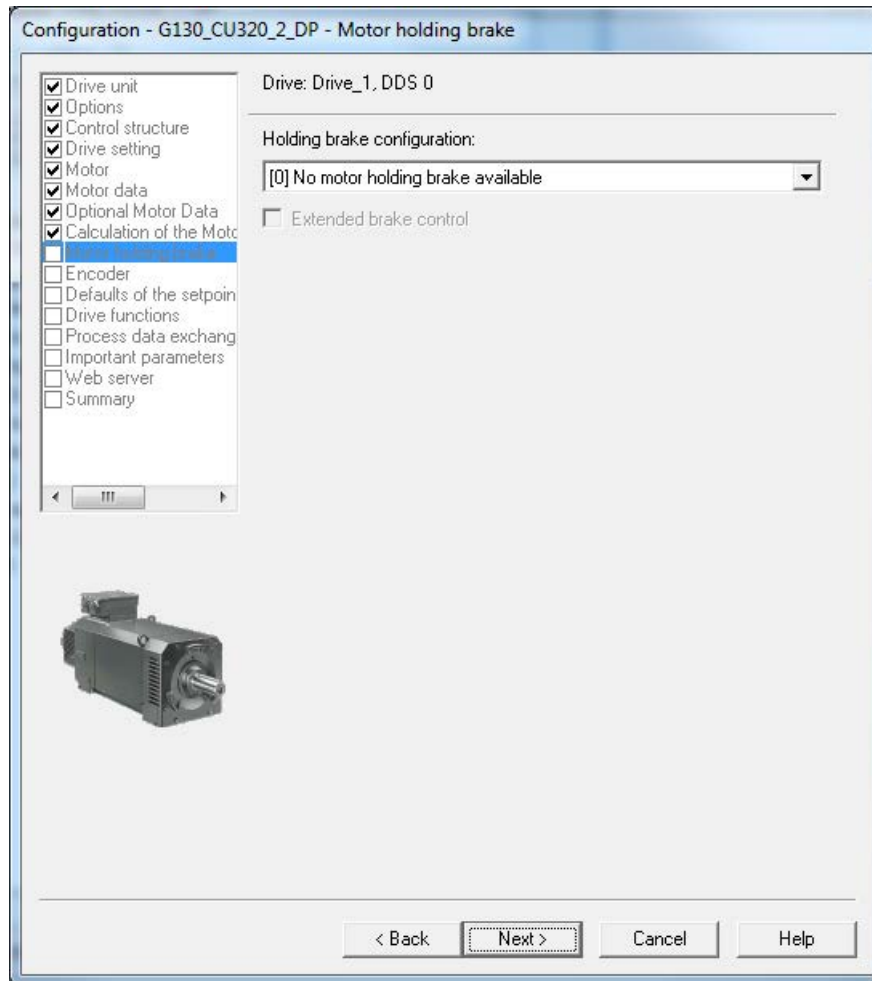 Configuration - G130_CU320_2_DP - Motor holding brake
Drive unit
Options
Control structure
Drive setting
Motor
Motor data
Optional Motor Data
Calculation of the Moto
Motor holding brake
Encoder
Defaults of the setpoin
Drive functions
Process data exchang
Important parameters
Web server
Summary
Drive: Drive_1, DDS 0
Holding brake configuration:
[0] No motor holding brake available
Extended brake control
< Back
Next >
Cancel
Help